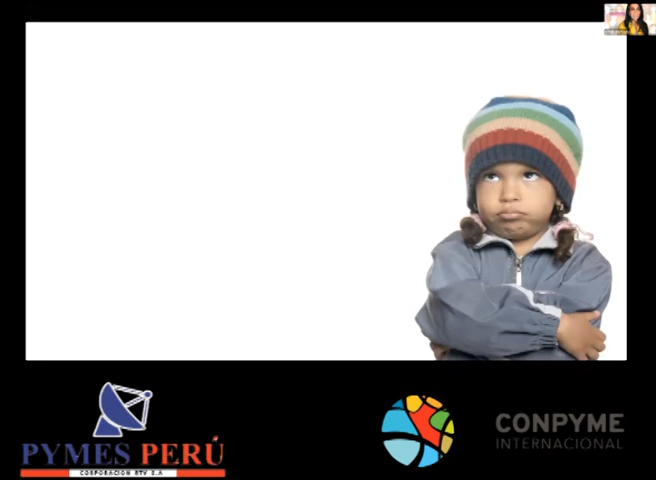 PYMES PERÚ
CORPORACION RTV S.A
CONPYME
INTERNACIONAL